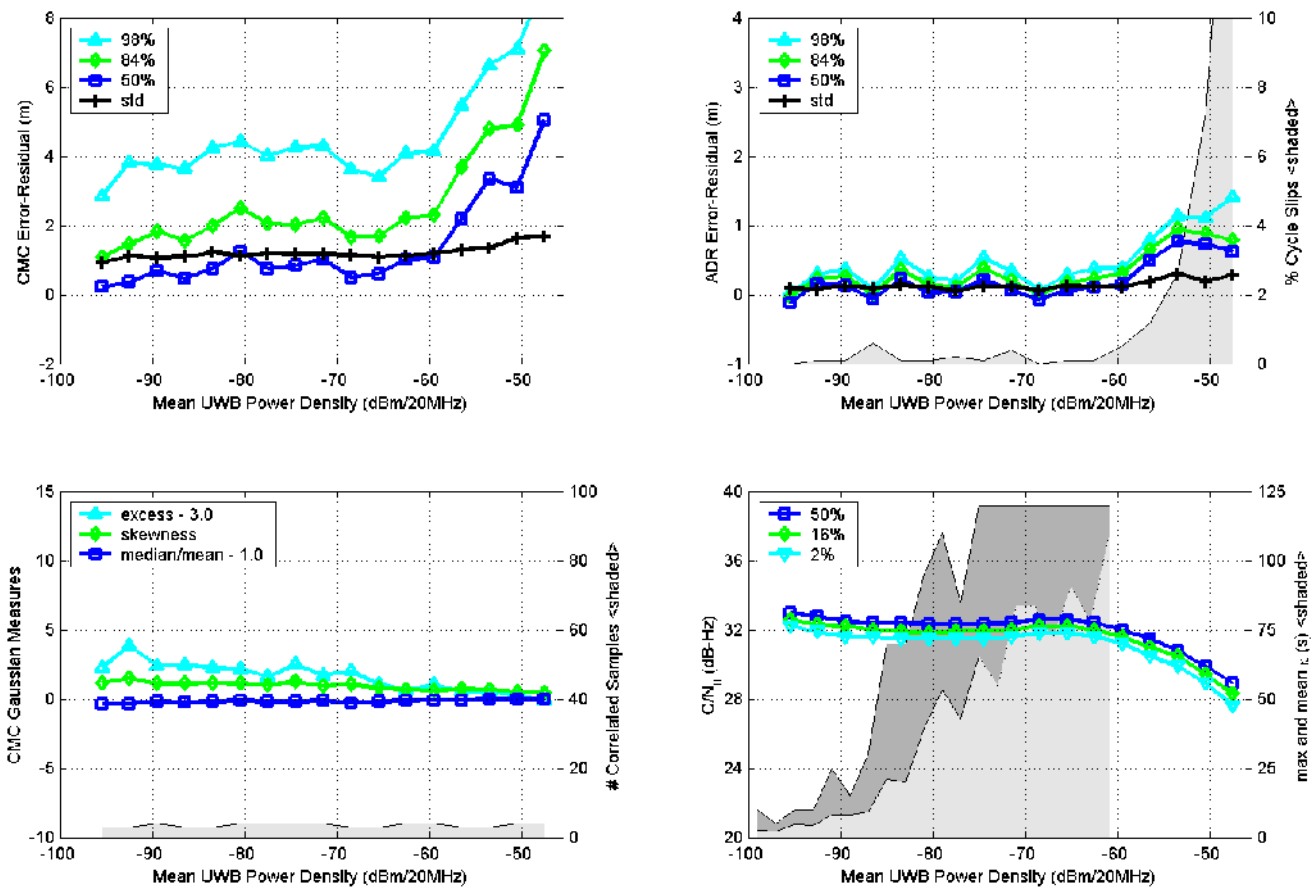 98%
84%
50%
std
CMC Error-Residual (m)
8
6
4
2
0
-2
-100 -90 -80 -70 -60 -50
Mean UWB Power Density (dBm/20MHz)
98%
84%
50%
std
ADR Error-Residual (m)
4
3
2
1
0
-1
10
8
6
4
2
0
% Cycle Slips <shaded>
-100 -90 -80 -70 -60 -50
Mean UWB Power Density (dBm/20MHz)
excess - 3.0
skewness
median/mean - 1.0
CMC Gaussian Measures
15
10
5
0
-5
-10
100
80
60
40
20
0
# Correlated Samples <shaded>
-100 -90 -80 -70 -60 -50
Mean UWB Power Density (dBm/20MHz)
50%
16%
2%
(dB-Hz)
40
36
32
28
24
20
125
100
75
50
25
0
max and mean (s) <shaded>
-100 -90 -80 -70 -60 -50
Mean UWB Power Density (dBm/20MHz)